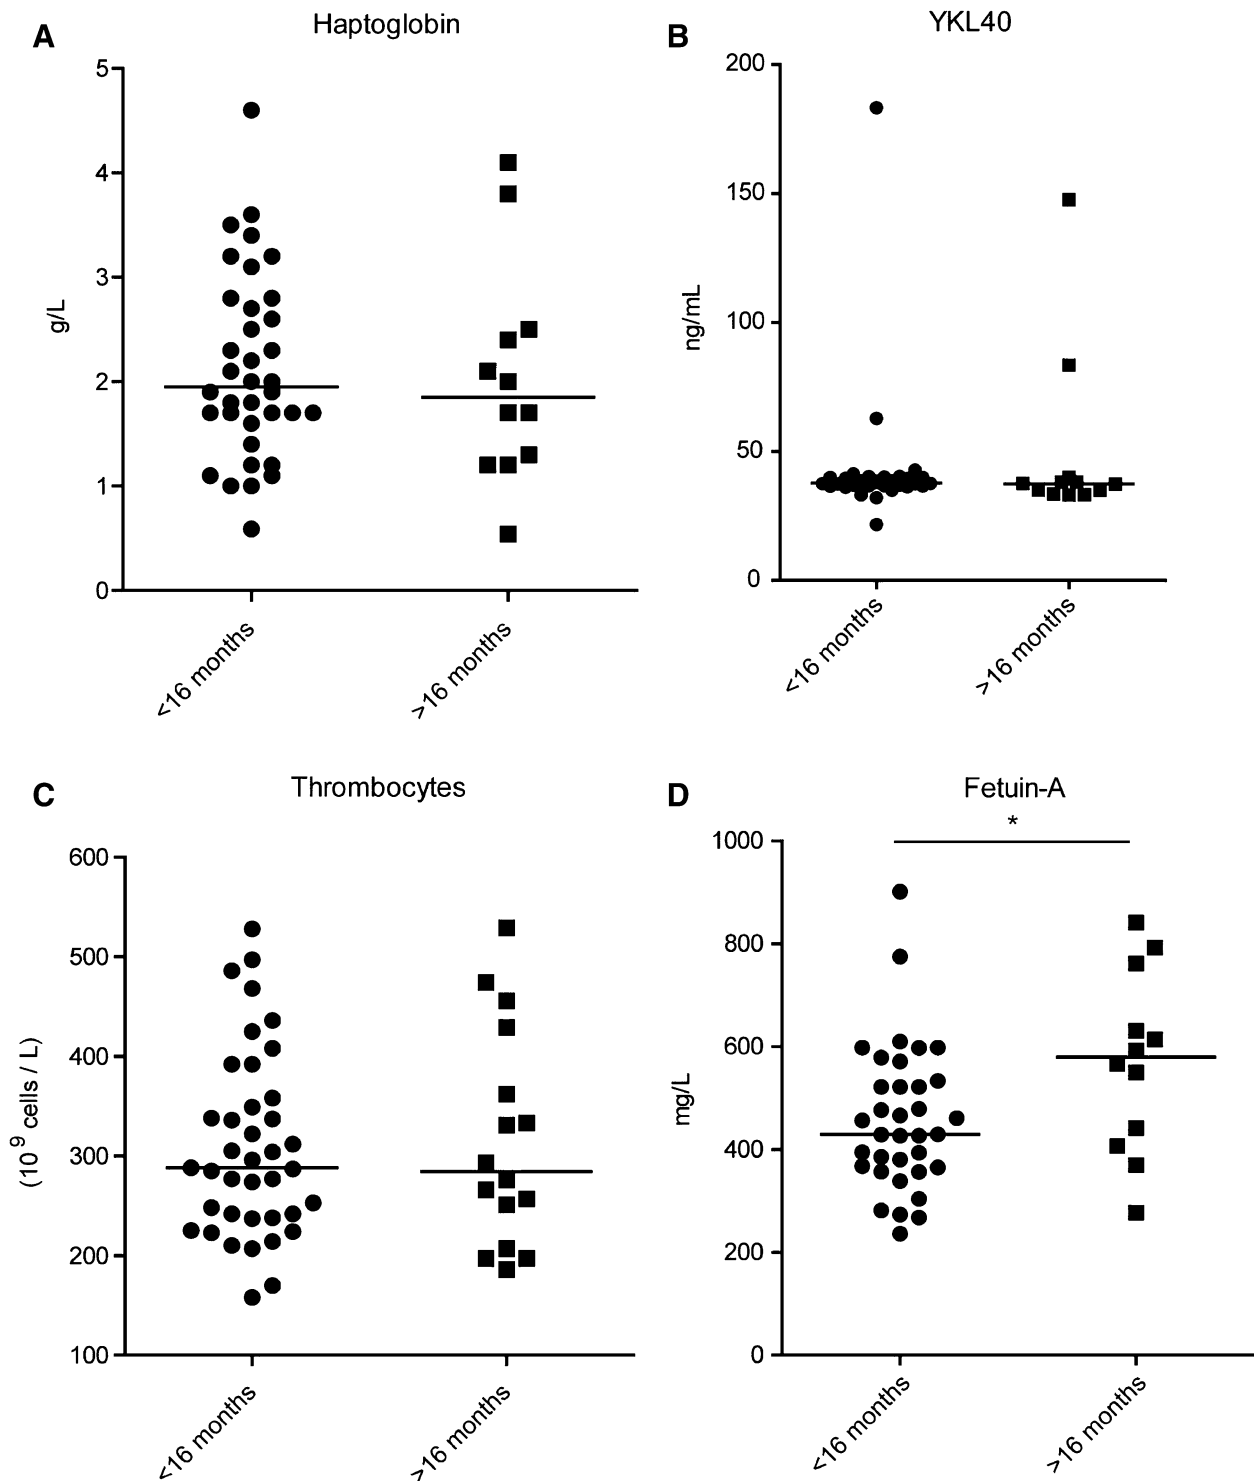 A
Haptoglobin
5
4
3
2
1
0
g/L
<16 months
>16 months
B
YKL40
200
150
100
50
0
ng/mL
<16 months
>16 months
C
Thrombocytes
600
500
400
300
200
100
(10⁹ cells / L)
<16 months
>16 months
D
Fetuin-A
*
1000
800
600
400
200
0
mg/L
<16 months
>16 months